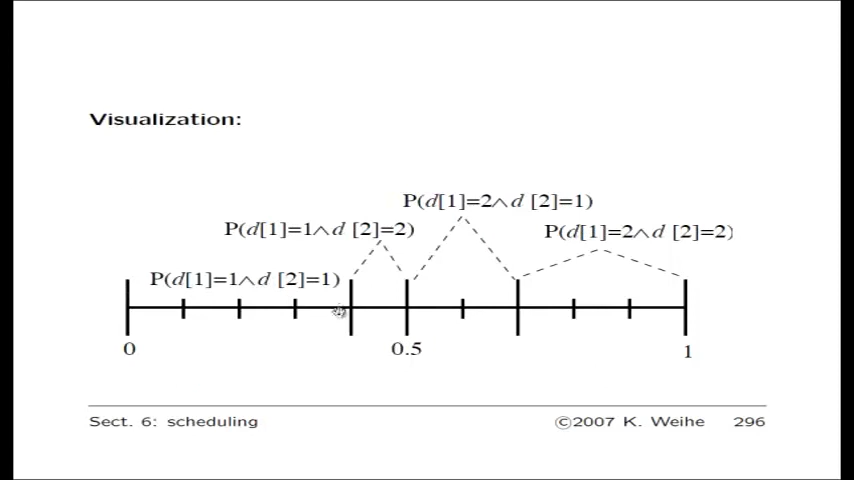 Visualization:
P(d[1]=2∧d [2]=1)
P(d[1]=1∧d [2]=2)
P(d[1]=2∧d [2]=2)
P(d[1]=1∧d [2]=1)
0
0.5
1
Sect. 6: scheduling
©2007 K. Weihe 296